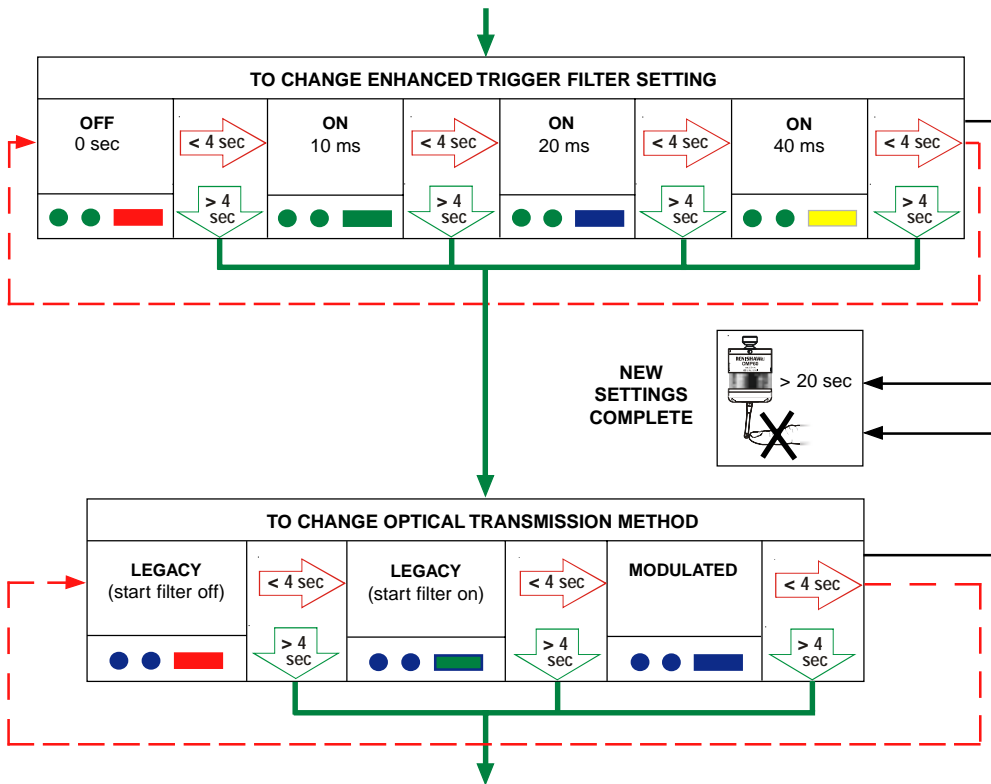 TO CHANGE ENHANCED TRIGGER FILTER SETTING
OFF
0 sec
< 4 sec
> 4
sec
ON
10 ms
< 4 sec
> 4
sec
ON
20 ms
< 4 sec
> 4
sec
ON
40 ms
< 4 sec
> 4
sec
NEW
SETTINGS
COMPLETE
RENISHAW
OMP60
> 20 sec
TO CHANGE OPTICAL TRANSMISSION METHOD
LEGACY
(start filter off)
< 4 sec
> 4
sec
LEGACY
(start filter on)
< 4 sec
> 4
sec
MODULATED
< 4 sec
> 4
sec